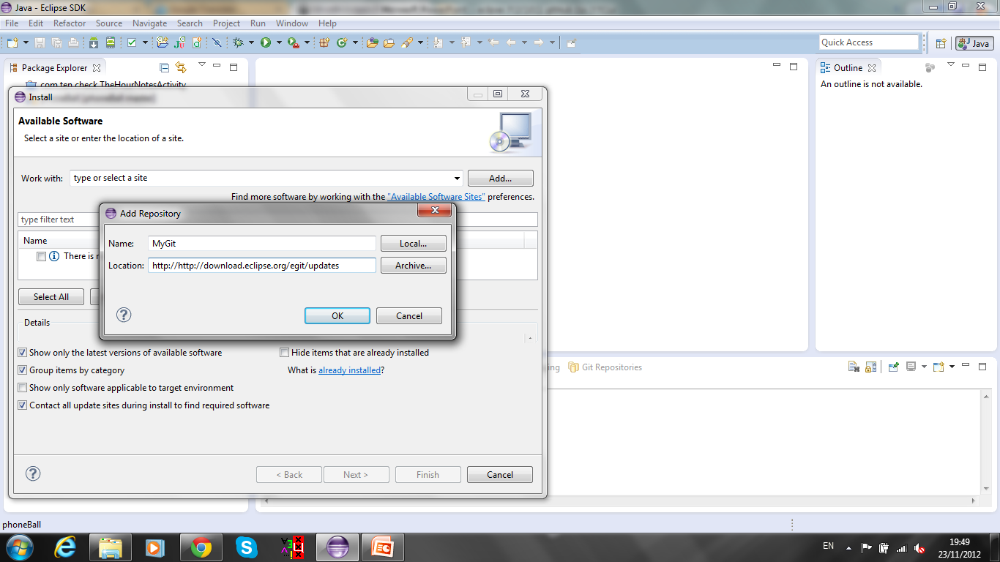 Java - Eclipse SDK
File Edit Refactor Source Navigate Search Project Run Window Help
Quick Access
Java
Package Explorer
Outline
com.ten.check.TheHourNotesActivity
An outline is not available.
Install
Available Software
Select a site or enter the location of a site.
Work with: type or select a site Add...
Find more software by working with the "Available Software Sites" preferences.
type filter text
Add Repository
Name
Name: MyGit Local...
There is
Location: http://http://download.eclipse.org/egit/updates Archive...
Select All
OK Cancel
Details
Show only the latest versions of available software Hide items that are already installed
Group items by category What is already installed?
Git Repositories
Show only software applicable to target environment
Contact all update sites during install to find required software
< Back Next > Finish Cancel
phoneBall
EN
19:49
23/11/2012